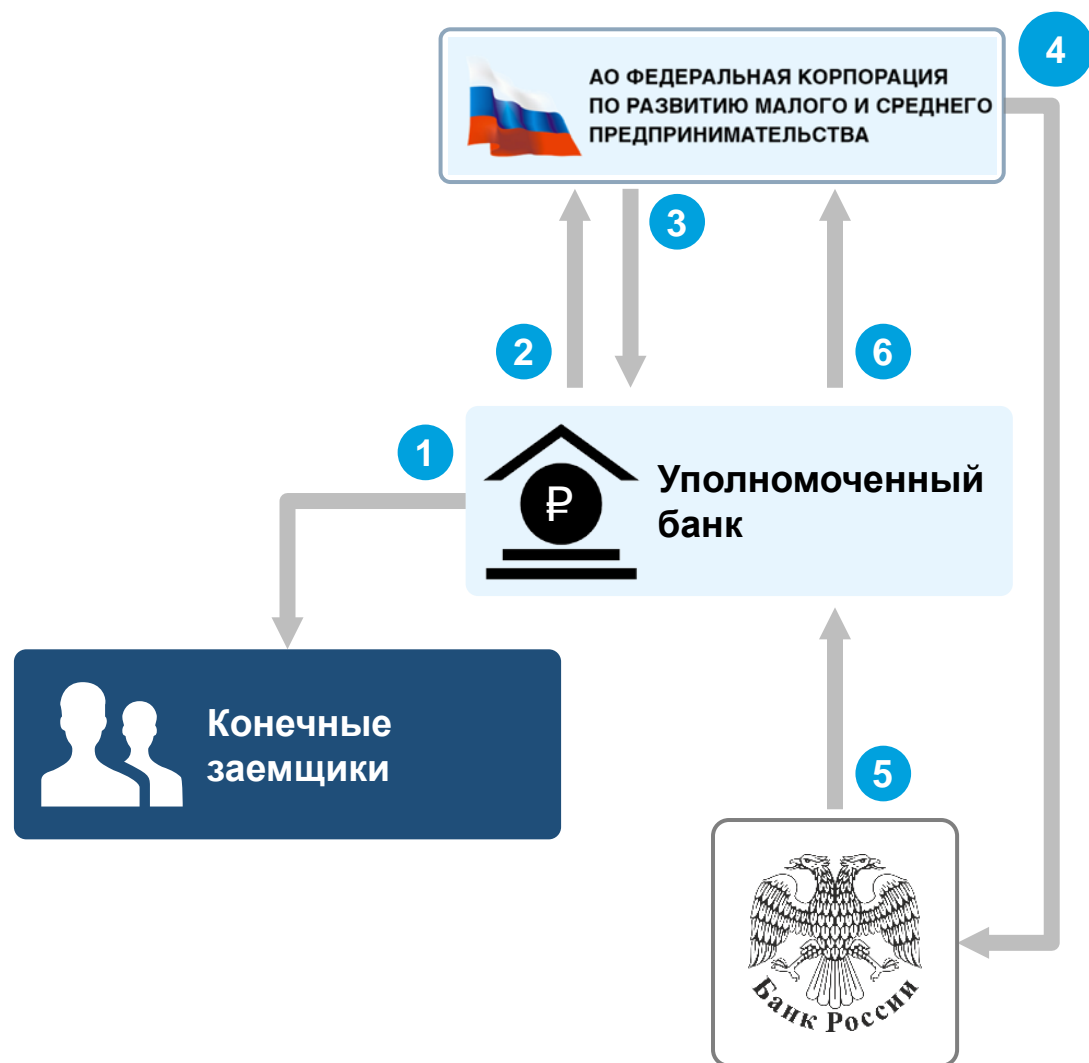 4
АО ФЕДЕРАЛЬНАЯ КОРПОРАЦИЯ
ПО РАЗВИТИЮ МАЛОГО И СРЕДНЕГО
ПРЕДПРИНИМАТЕЛЬСТВА
3
2
6
1
₽
Уполномоченный
банк
Конечные
заемщики
5
Банк России